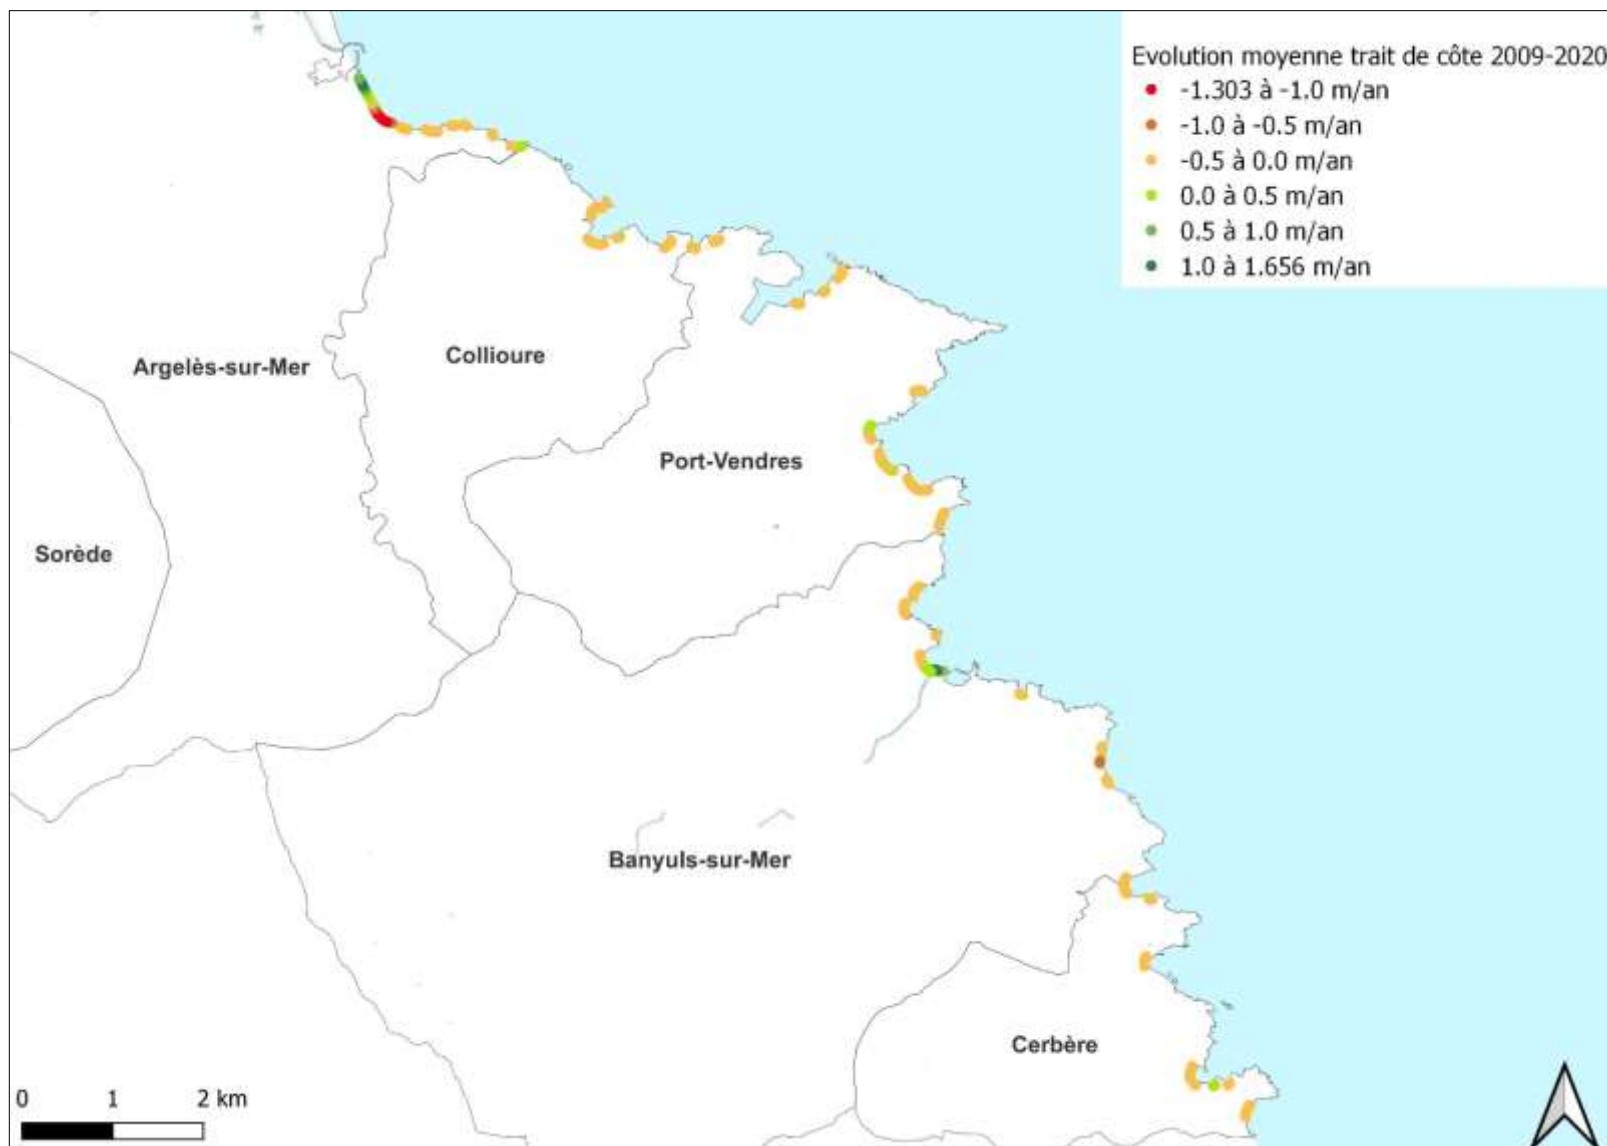 Evolution moyenne trait de côte 2009-2020
-1.303 à -1.0 m/an
-1.0 à -0.5 m/an
-0.5 à 0.0 m/an
0.0 à 0.5 m/an
0.5 à 1.0 m/an
1.0 à 1.656 m/an
Collioure
Argelès-sur-Mer
Port-Vendres
Sorède
Banyuls-sur-Mer
Cerbère
0 1 2 km